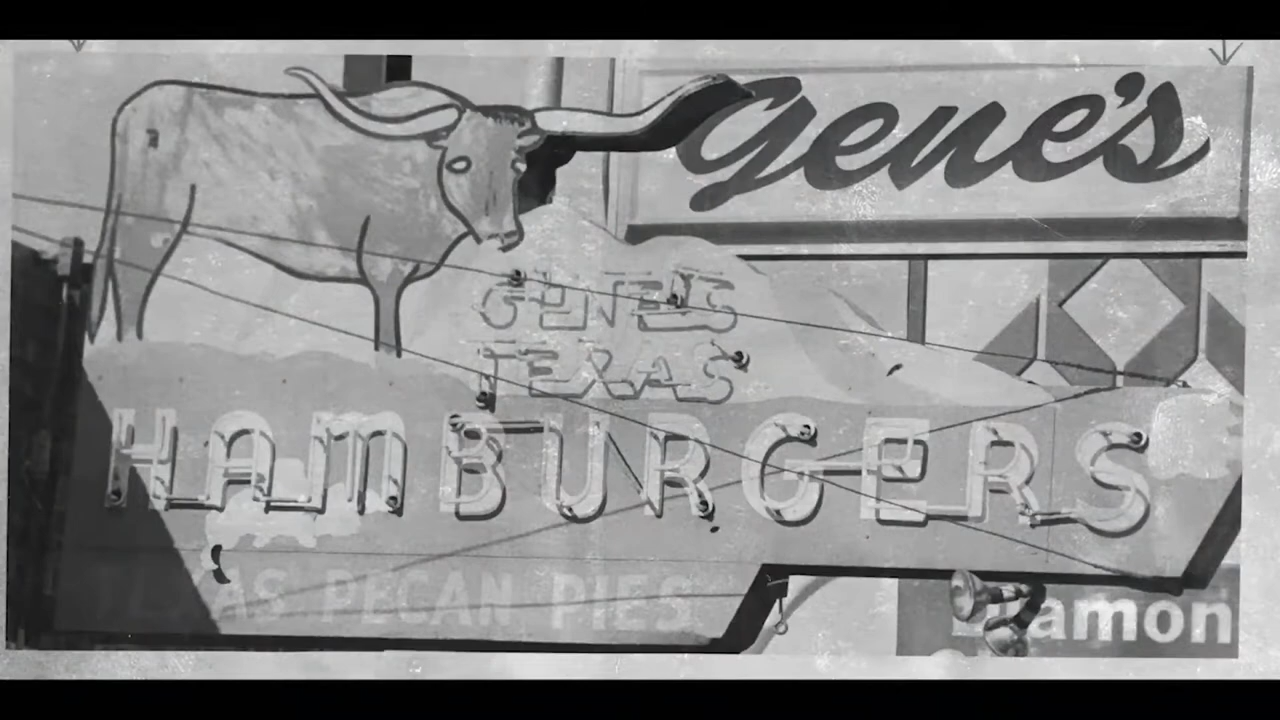 Gene's
GENE'S
TEXAS
HAMBURGERS
AS PECAN PIES
amon